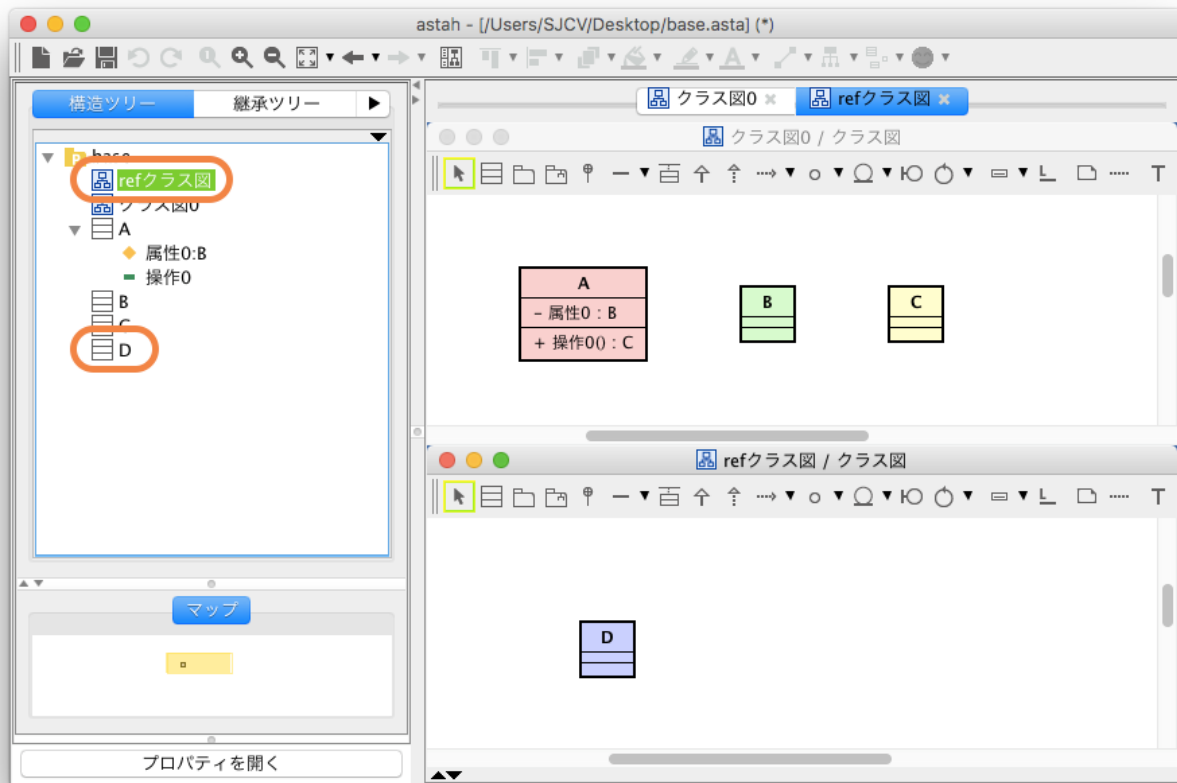 astah - [/Users/SJCV/Desktop/base.asta] (*)
構造ツリー 継承ツリー
base
refクラス図
クラス図0
A
属性0:B
操作0
B
C
D
マップ
プロパティを開く
クラス図0 refクラス図
クラス図0 / クラス図
T
A
- 属性0 : B
+ 操作0() : C
B
C
refクラス図 / クラス図
T
D